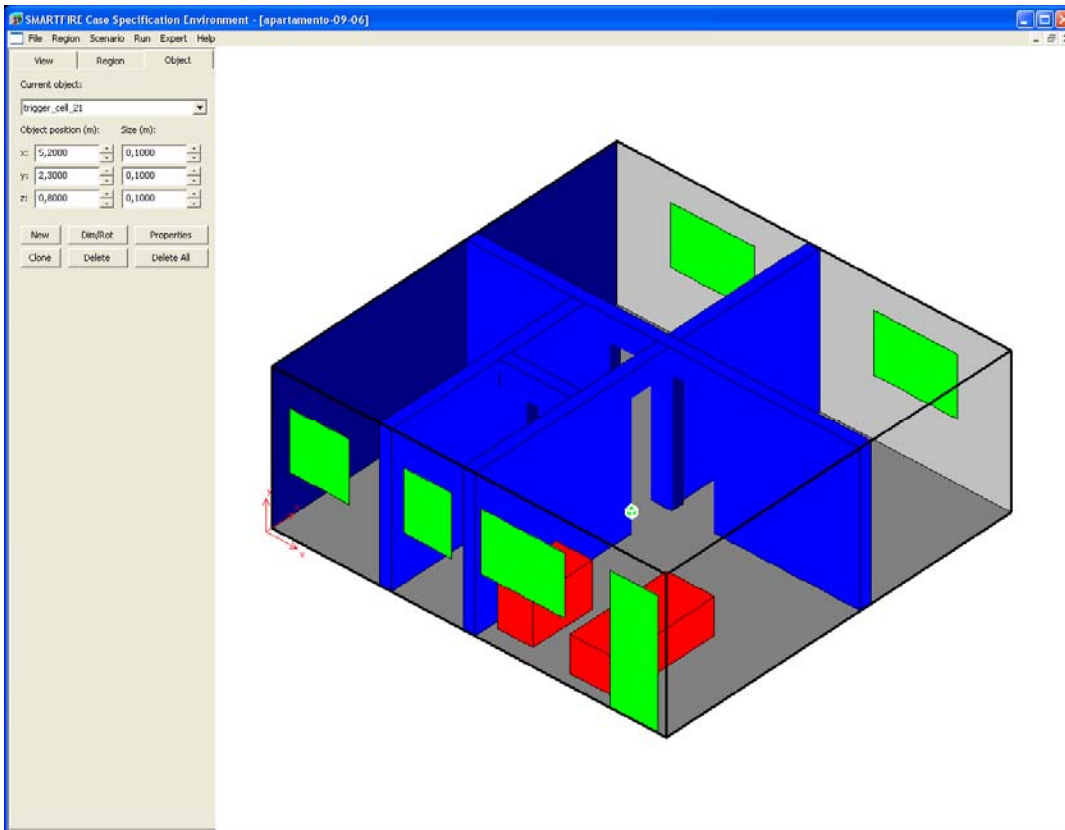 SMARTFIRE Case Specification Environment - [apartamento-09-06]
File Region Scenario Run Expert Help
View Region Object
Current object:
trigger_cell_21
Object position (m): Size (m):
x: 5,2000 0,1000
y: 2,3000 0,1000
z: 0,8000 0,1000
New Dim/Rot Properties
Clone Delete Delete All
x